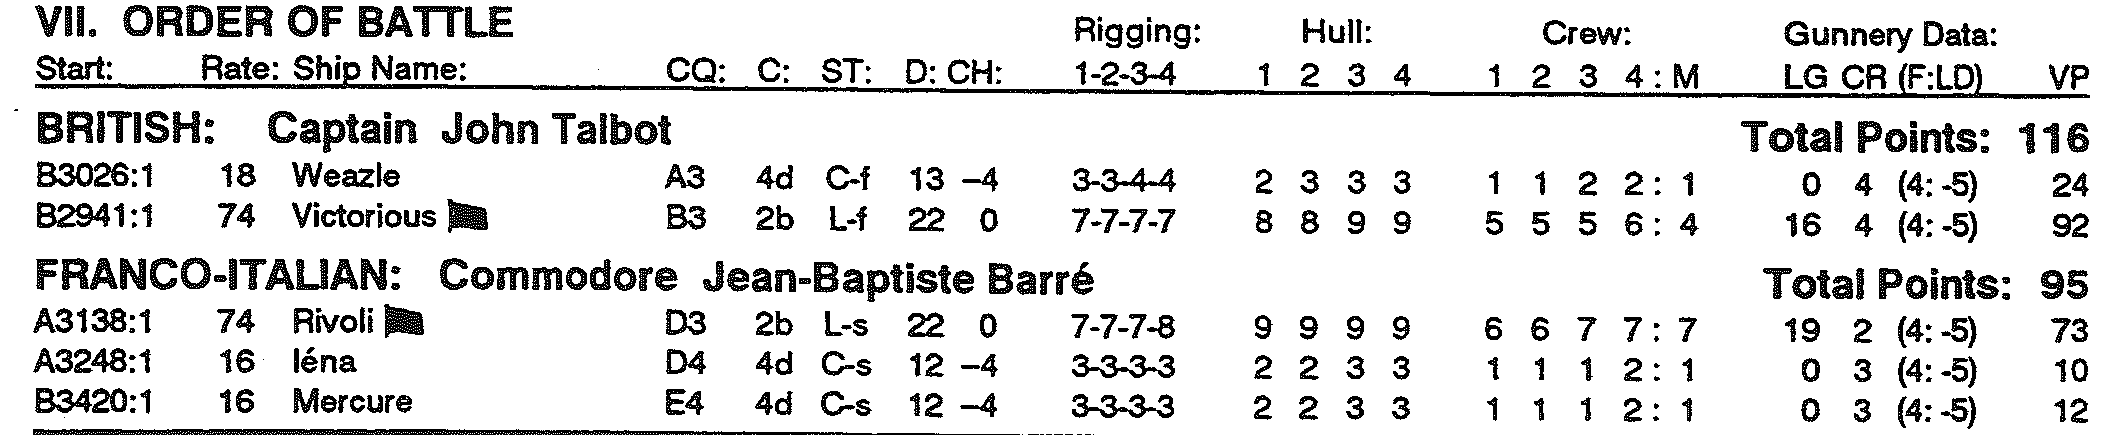 VII. ORDER OF BATTLE Rigging: Hull: Crew: Gunnery Data:
Start: Rate: Ship Name: CQ: C: ST: D: CH: 1-2-3-4 1 2 3 4 1 2 3 4 : M LG CR (F:LD) VP
BRITISH: Captain John Talbot Total Points: 116
B3026:1 18 Weazle A3 4d C-f 13 –4 3-3-4-4 2 3 3 3 1 1 2 2 : 1 0 4 (4: -5) 24
B2941:1 74 Victorious B3 2b L-f 22 0 7-7-7-7 8 8 9 9 5 5 5 6 : 4 16 4 (4: -5) 92
FRANCO-ITALIAN: Commodore Jean-Baptiste Barré Total Points: 95
A3138:1 74 Rivoli D3 2b L-s 22 0 7-7-7-8 9 9 9 9 6 6 7 7 : 7 19 2 (4: -5) 73
A3248:1 16 Iéna D4 4d C-s 12 –4 3-3-3-3 2 2 3 3 1 1 1 2 : 1 0 3 (4: -5) 10
B3420:1 16 Mercure E4 4d C-s 12 –4 3-3-3-3 2 2 3 3 1 1 1 2 : 1 0 3 (4: -5) 12